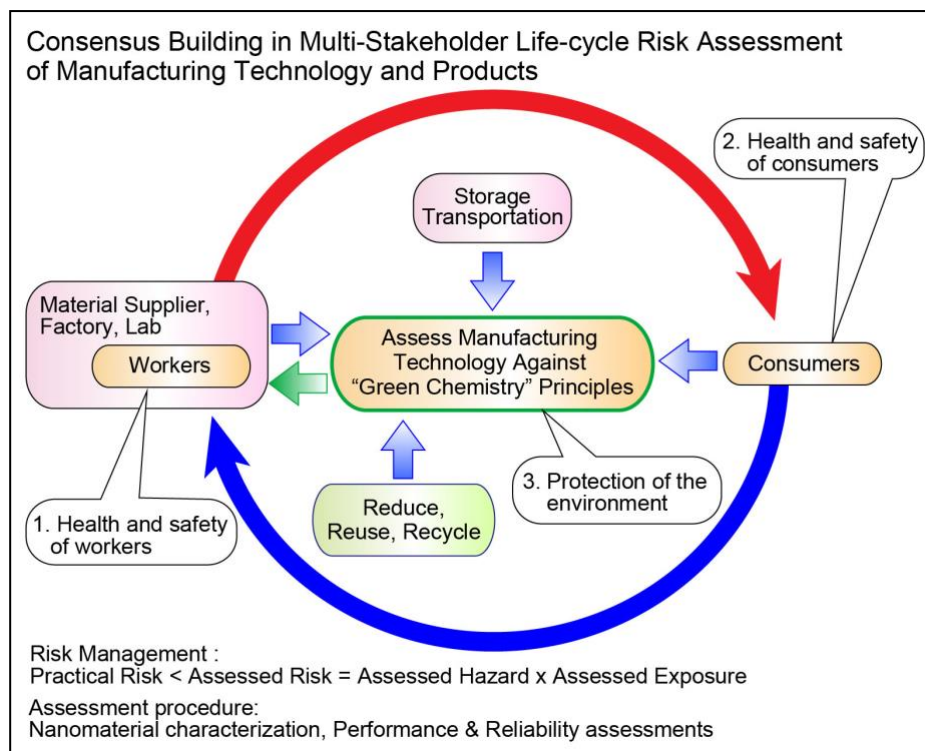 Consensus Building in Multi-Stakeholder Life-cycle Risk Assessment
of Manufacturing Technology and Products
2. Health and safety
of consumers
Storage
Transportation
Material Supplier,
Factory, Lab
Workers
Assess Manufacturing
Technology Against
“Green Chemistry” Principles
Consumers
1. Health and safety
of workers
Reduce,
Reuse, Recycle
3. Protection of the
environment
Risk Management :
Practical Risk < Assessed Risk = Assessed Hazard x Assessed Exposure
Assessment procedure:
Nanomaterial characterization, Performance & Reliability assessments